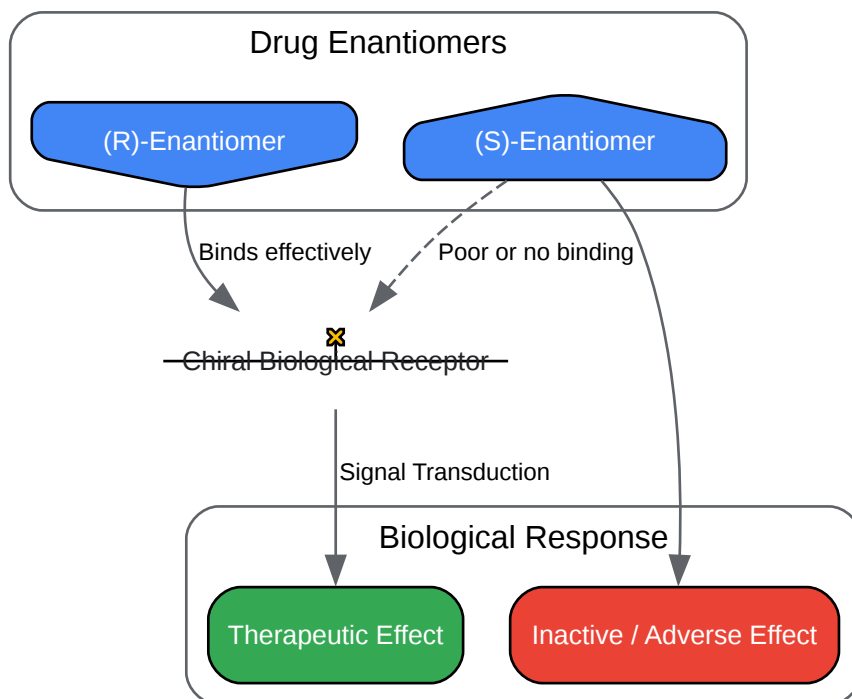 Drug Enantiomers
(R)-Enantiomer
(S)-Enantiomer
Binds effectively
Poor or no binding
Chiral Biological Receptor
Signal Transduction
Biological Response
Therapeutic Effect
Inactive / Adverse Effect